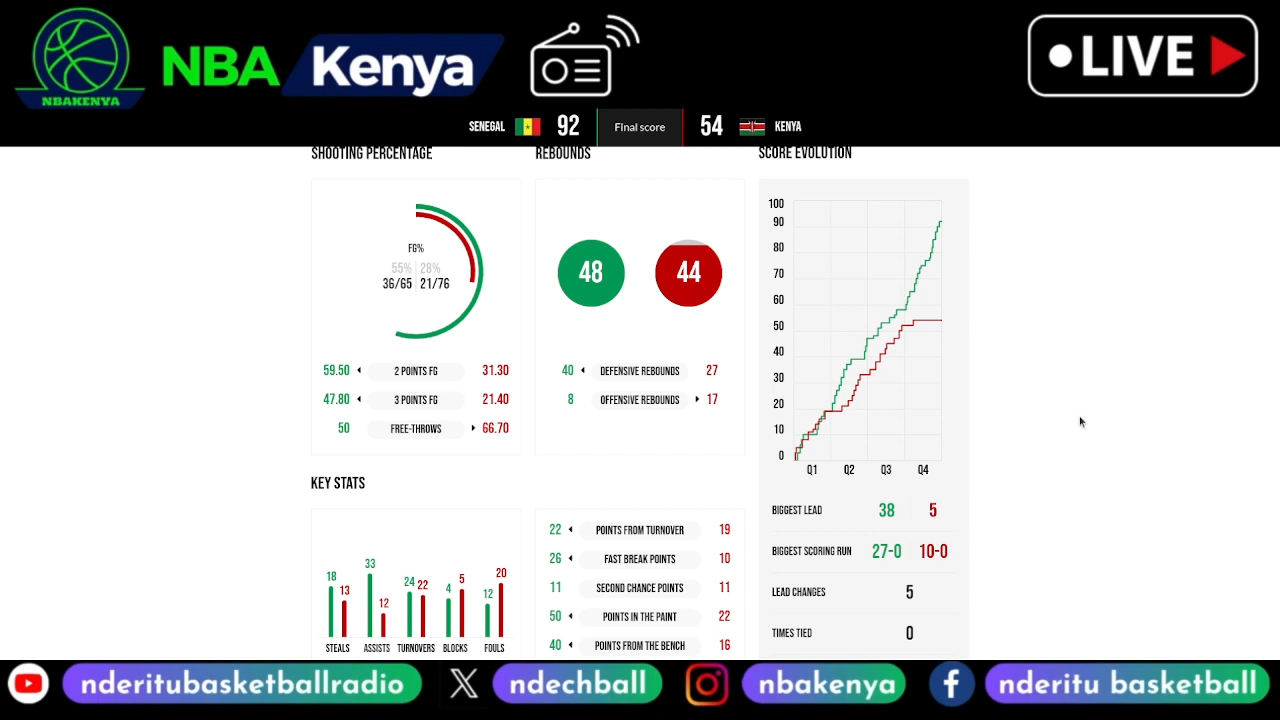 NBAKENYA
NBA Kenya
LIVE
SENEGAL 92 Final score 54 KENYA
SHOOTING PERCENTAGE
FG%
55% 28%
36/65 21/76
59.50 2 POINTS FG 31.30
47.80 3 POINTS FG 21.40
50 FREE-THROWS 66.70
REBOUNDS
48 44
40 DEFENSIVE REBOUNDS 27
8 OFFENSIVE REBOUNDS 17
SCORE EVOLUTION
100
90
80
70
60
50
40
30
20
10
0
Q1 Q2 Q3 Q4
BIGGEST LEAD 38 5
BIGGEST SCORING RUN 27-0 10-0
LEAD CHANGES 5
TIMES TIED 0
KEY STATS
18 13 33 12 24 22 4 5 12 20
STEALS ASSISTS TURNOVERS BLOCKS FOULS
22 POINTS FROM TURNOVER 19
26 FAST BREAK POINTS 10
11 SECOND CHANCE POINTS 11
50 POINTS IN THE PAINT 22
40 POINTS FROM THE BENCH 16
nderitubasketballradio ndechball nbakenya nderitu basketball